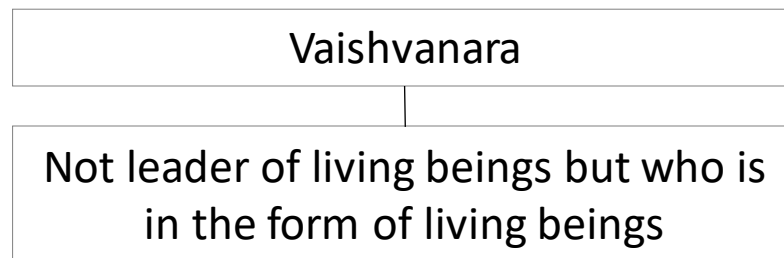 Vaishvanara
Not leader of living beings but who is
in the form of living beings